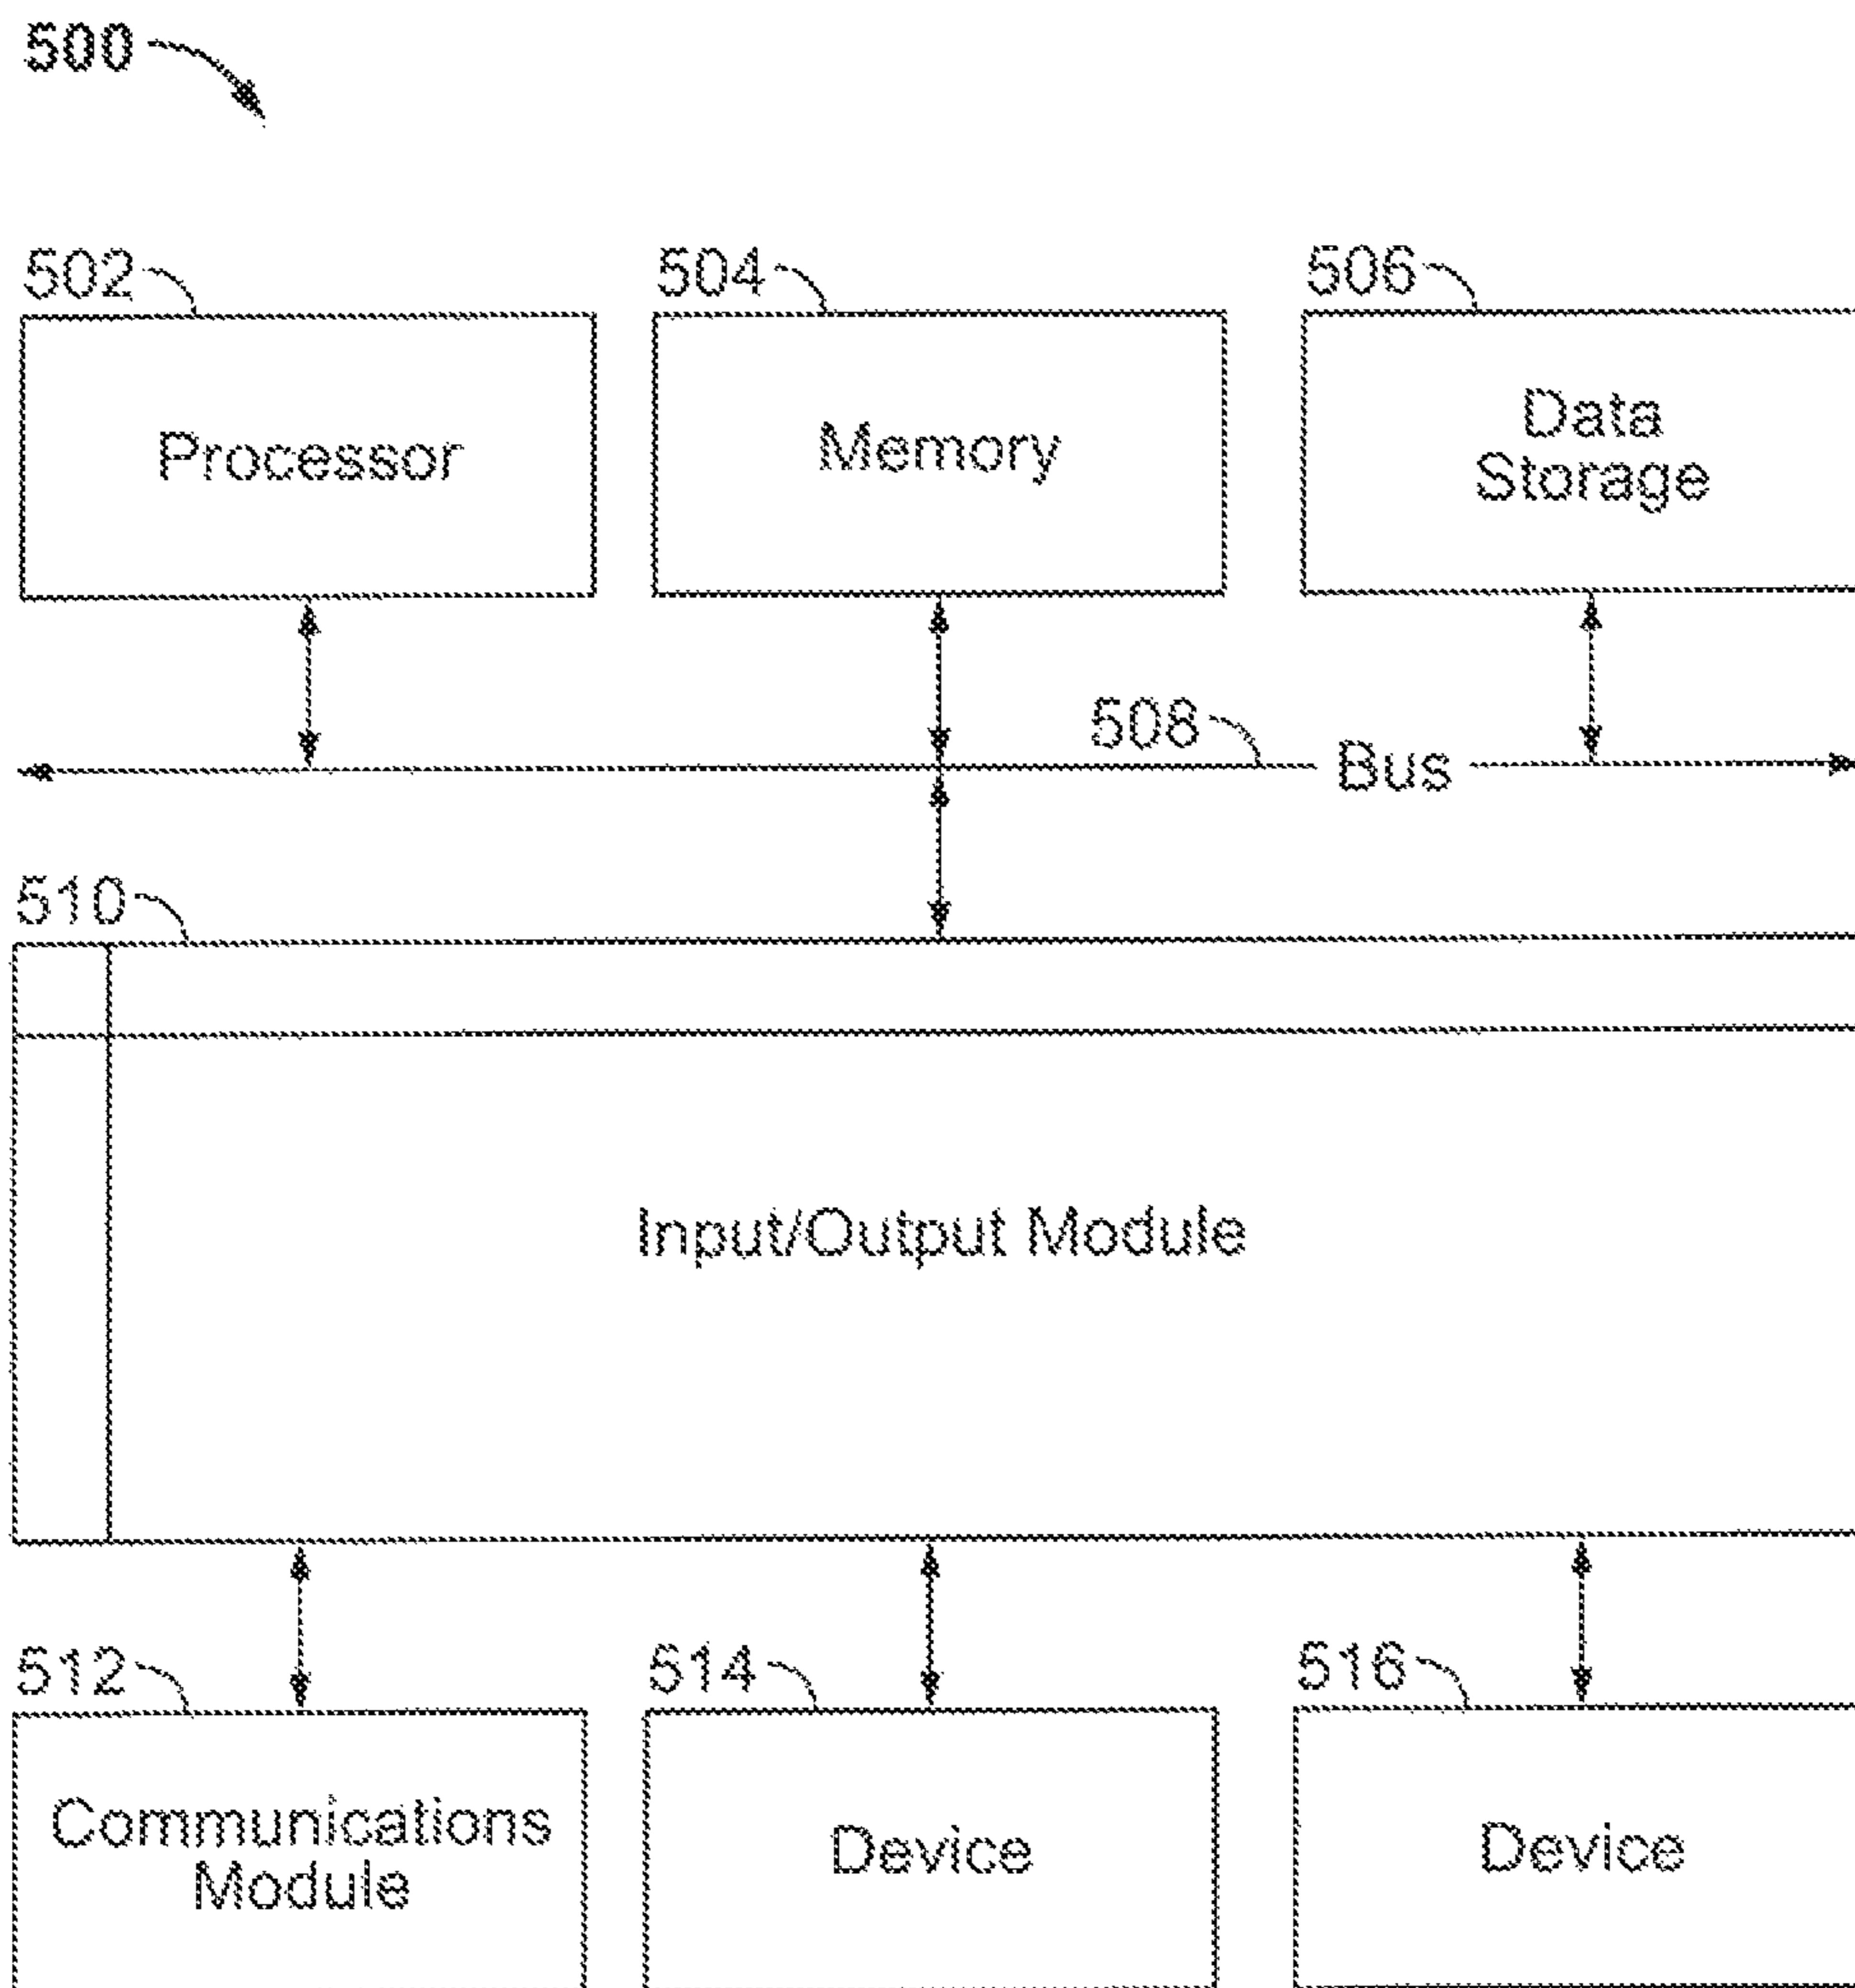 500
502
504
506
Processor
Memory
Data
Storage
508
Bus
510
Input/Output Module
512
514
516
Communications
Module
Device
Device